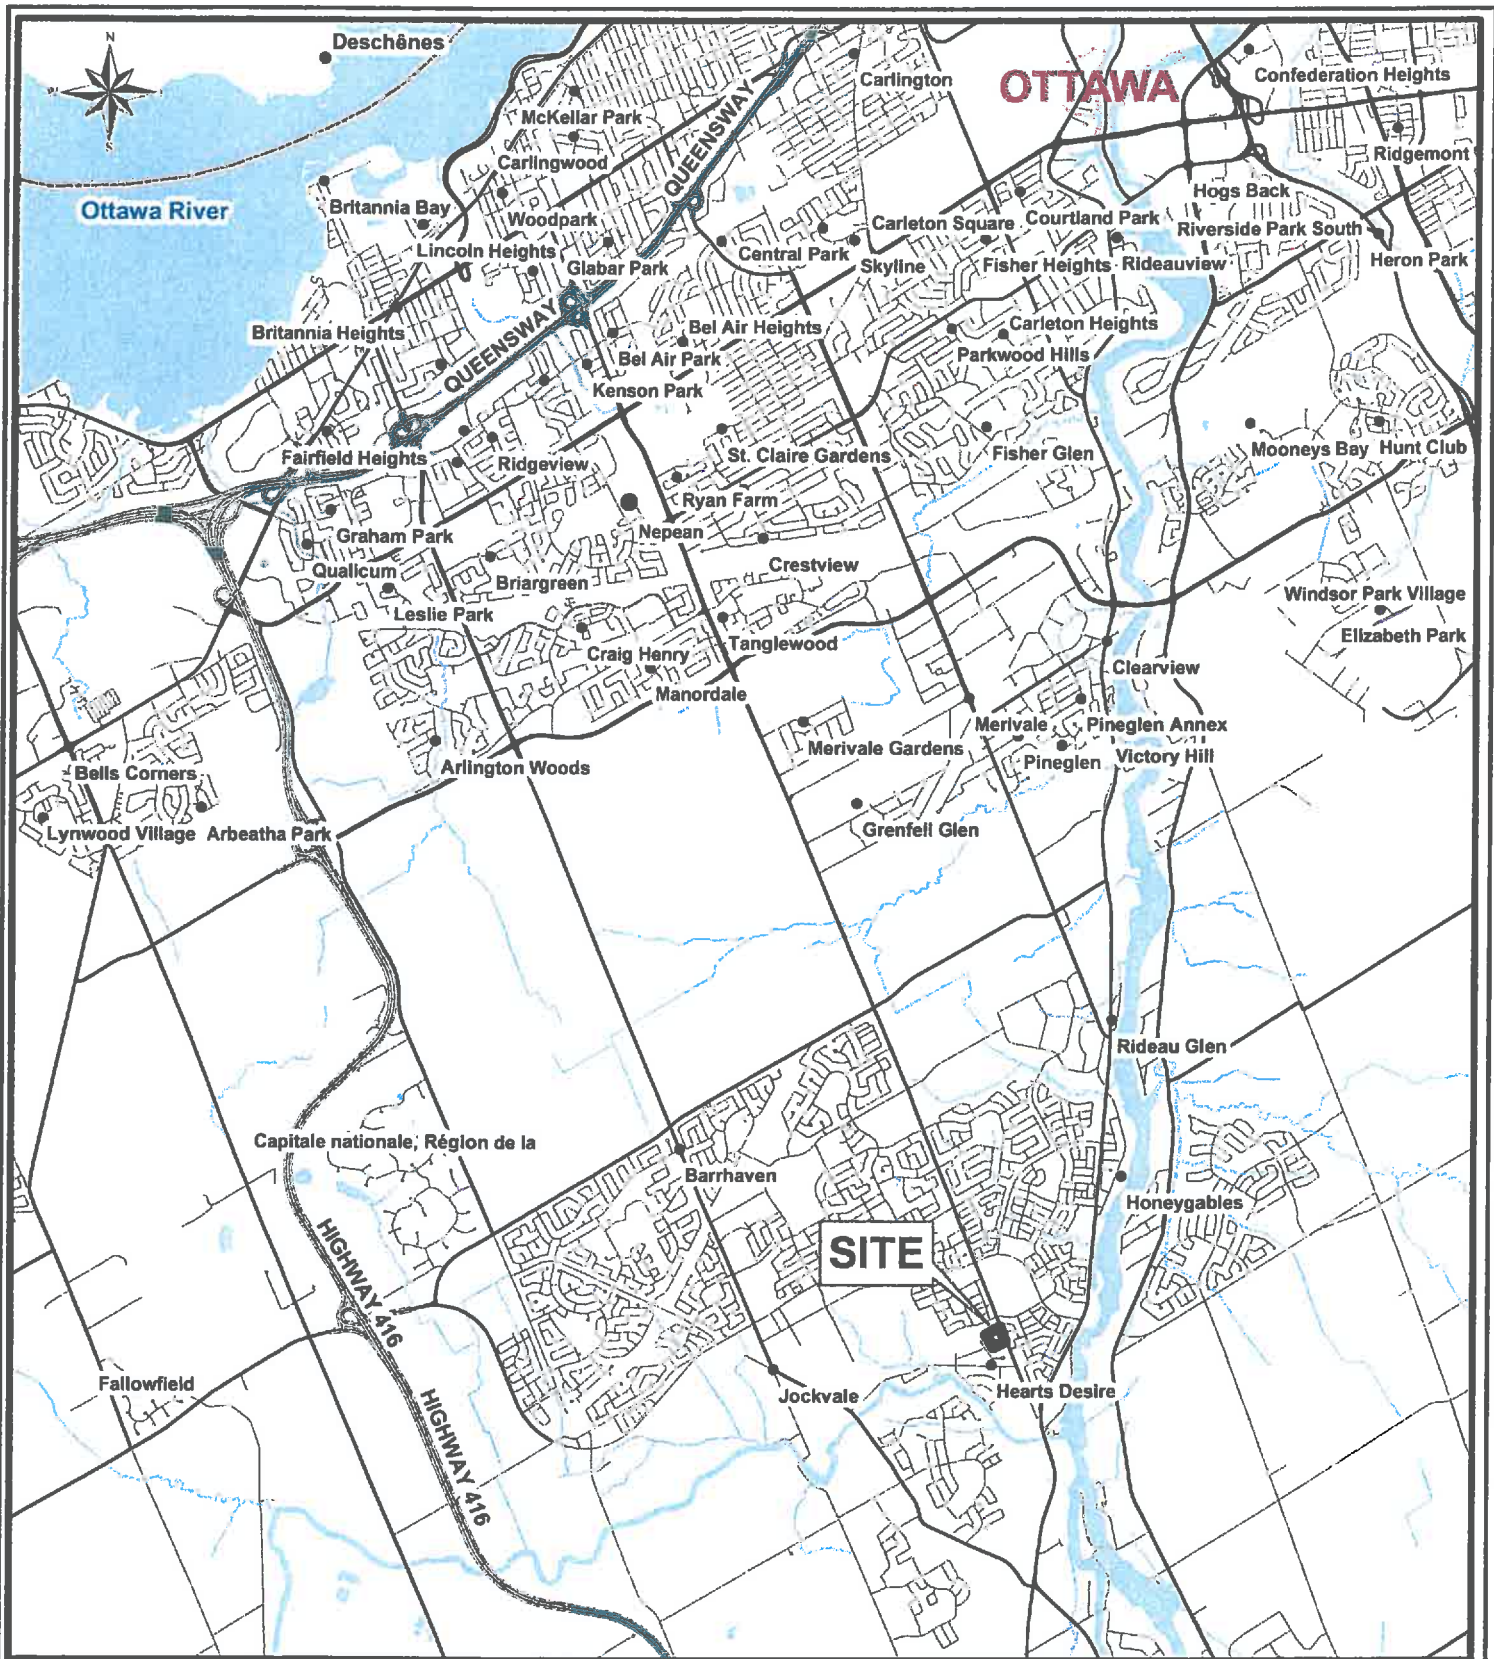 N
Deschênes
OTTAWA
Confederation Heights
Carlington
McKellar Park
QUEENSWAY
Carlingwood
Ridgemont
S
Ottawa River
Britannia Bay
Woodpark
Hogs Back
Carleton Square
Courtland Park
Riverside Park South
Lincoln Heights
Central Park
Glabar Park
Skyline
Fisher Heights
Rideauview
Heron Park
Britannia Heights
Bel Air Heights
Carleton Heights
QUEENSWAY
Bel Air Park
Parkwood Hills
Kenson Park
Fairfield Heights
Ridgeview
St. Claire Gardens
Fisher Glen
Mooneys Bay
Hunt Club
Ryan Farm
Graham Park
Nepean
Qualicum
Briargreen
Crestview
Leslie Park
Windsor Park Village
Craig Henry
Tanglewood
Elizabeth Park
Clearview
Manordale
Merivale
Pineglen Annex
Arlington Woods
Merivale Gardens
Pineglen
Victory Hill
Bells Corners
Lynwood Village
Arbeatha Park
Grenfell Glen
Rideau Glen
Capitale nationale, Région de la
Barrhaven
Honeygables
SITE
HIGHWAY 416
Fallowfield
Jockvale
Hearts Desire
HIGHWAY 416